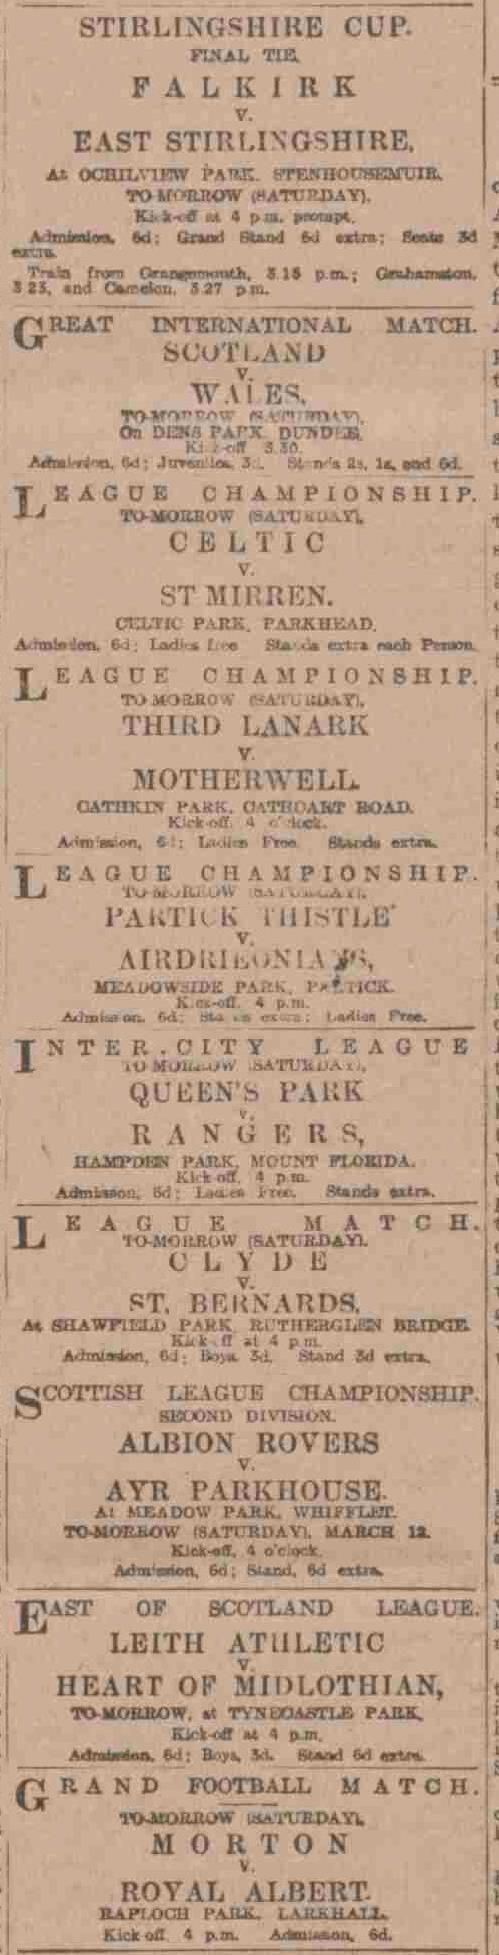 STIRLINGSHIRE CUP.
FINAL TIE.
FALKIRK
V.
EAST STIRLINGSHIRE,
At OCHILVIEW PARK. STENHOUSEMUIR.
TO-MORROW (SATURDAY).
Kick-off at 4 p.m. prompt.
Admission, 6d; Grand Stand 6d extra; Seats 3d
extra.
Train from Grangemouth, 3.15 p.m.; Grahamston,
3 23, and Camelon, 3.27 p.m.
GREAT INTERNATIONAL MATCH.
SCOTLAND
V.
WALES,
TO-MORROW (SATURDAY),
On DENS PARK, DUNDEE.
Kick-off 3.30.
Admission, 6d; Juveniles, 3d. Stands 2s, 1s, and 6d.
LEAGUE CHAMPIONSHIP.
TO-MORROW (SATURDAY),
CELTIC
V.
ST MIRREN.
CELTIC PARK, PARKHEAD.
Admission, 6d; Ladies free Stands extra each Person.
LEAGUE CHAMPIONSHIP.
TO MORROW (SATURDAY),
THIRD LANARK
V.
MOTHERWELL.
CATHKIN PARK, CATHCART ROAD.
Kick-off. 4 o'clock.
Admission, 6d; Ladies Free. Stands extra.
LEAGUE CHAMPIONSHIP.
TO-MORROW (SATURDAY),
PARTICK THISTLE
V.
AIRDRIEONIANS,
MEADOWSIDE PARK, PARTICK.
Kick-off. 4 p.m.
Admission. 6d; Stands extra; Ladies Free.
INTER-CITY LEAGUE
TO-MORROW (SATURDAY),
QUEEN'S PARK
v.
RANGERS,
HAMPDEN PARK, MOUNT FLORIDA.
Kick-off. 4 p.m.
Admission, 6d; Ladies Free. Stands extra.
LEAGUE MATCH.
TO-MORROW (SATURDAY).
CLYDE
V.
ST. BERNARDS,
At SHAWFIELD PARK, RUTHERGLEN BRIDGE.
Kick-off at 4 p.m.
Admission, 6d; Boys. 3d. Stand 3d extra.
SCOTTISH LEAGUE CHAMPIONSHIP.
SECOND DIVISION.
ALBION ROVERS
V.
AYR PARKHOUSE.
At MEADOW PARK, WHIFFLET.
TO-MORROW (SATURDAY), MARCH 12.
Kick-off, 4 o'clock.
Admission, 6d; Stand, 6d extra.
EAST OF SCOTLAND LEAGUE.
LEITH ATHLETIC
V.
HEART OF MIDLOTHIAN,
TO-MORROW, at TYNECASTLE PARK,
Kick-off at 4 p.m.
Admission, 6d; Boys, 3d. Stand 6d extra.
GRAND FOOTBALL MATCH.
TO-MORROW (SATURDAY),
MORTON
V.
ROYAL ALBERT.
RAPLOCH PARK, LARKHALL.
Kick off 4 p.m. Admission, 6d.